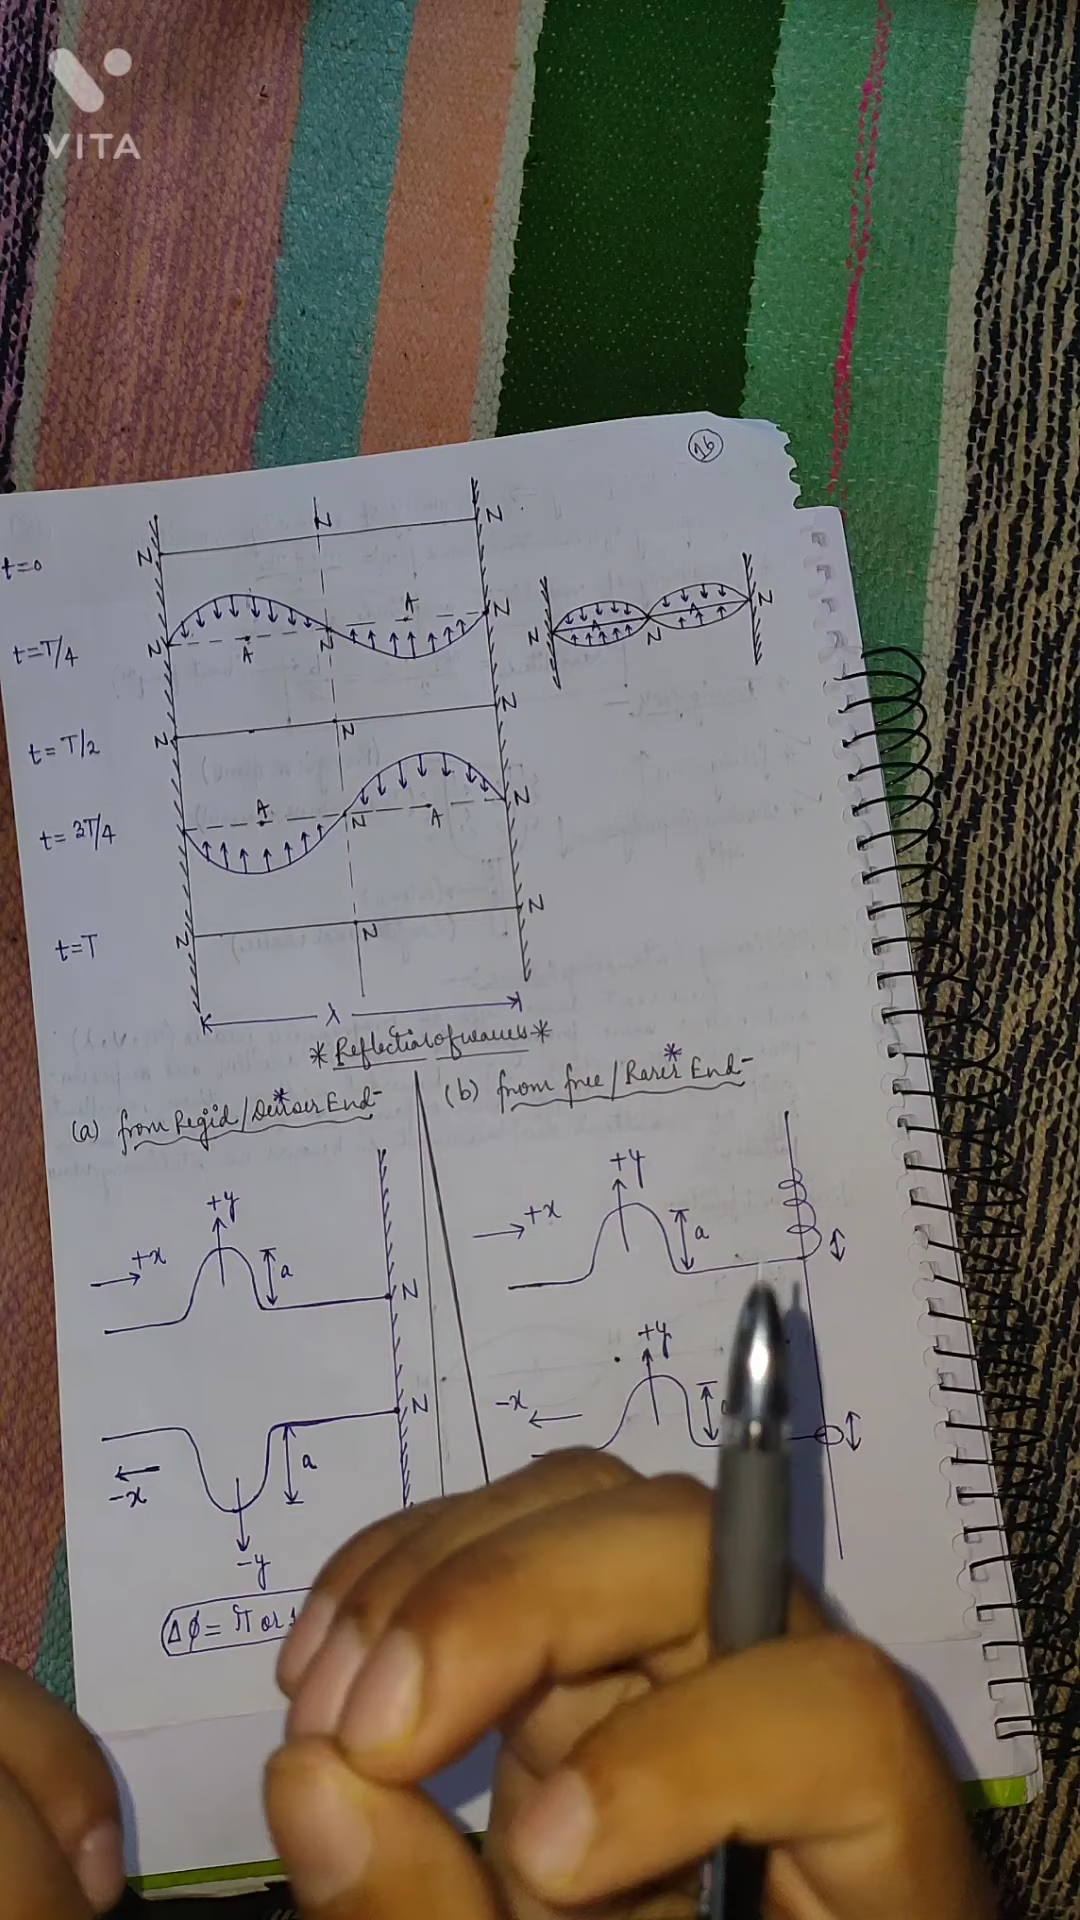 VITA
16
t=0
N N N
t=T/4
N A N A N
N A N A N
t=T/2
N N N
t=3T/4
A N A N
t=T
N N N
λ
*Reflection of waves*
(a) from Regid/Denser End-
(b) from free/Rarer End-
+y
+x
a
N
+y
+x
a
N
a
-x
-y
+y
-x
Δφ= π or